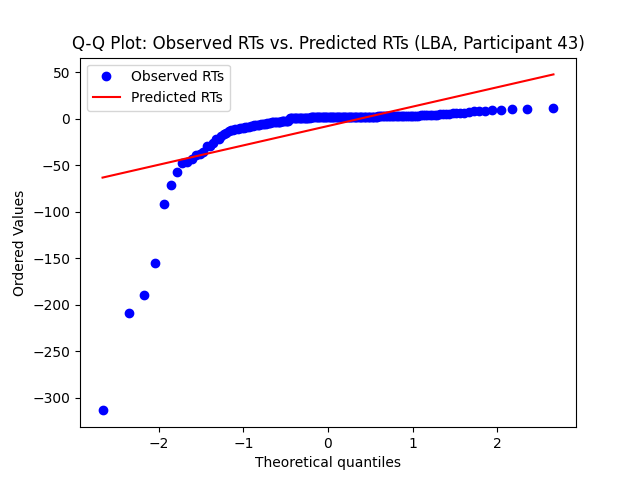 Q-Q Plot: Observed RTs vs. Predicted RTs (LBA, Participant 43)
Observed RTs
Predicted RTs
Ordered Values
50
0
−50
−100
−150
−200
−250
−300
−2
−1
0
1
2
Theoretical quantiles